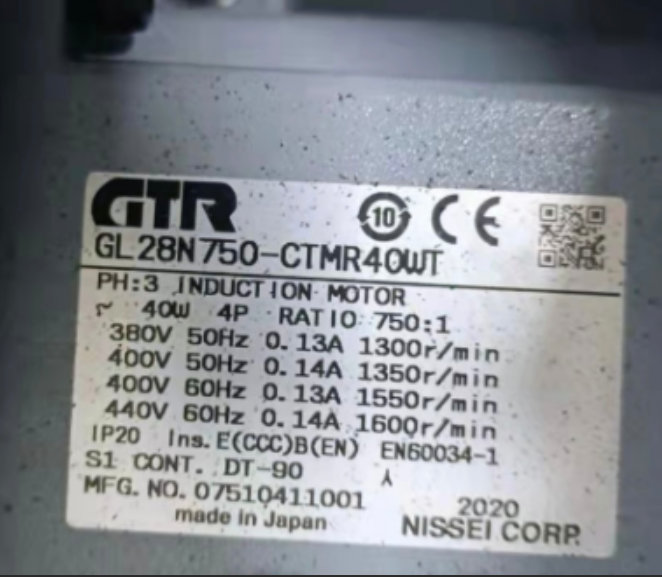 GTR 10 CE
GL28N750-CTMR40WT
PH:3 INDUCTION MOTOR
~ 40W 4P RATIO 750:1
380V 50Hz 0.13A 1300r/min
400V 50Hz 0.14A 1350r/min
400V 60Hz 0.13A 1550r/min
440V 60Hz 0.14A 1600r/min
IP20 Ins.E(CCC)B(EN) EN60034-1
S1 CONT. DT-90
MFG. NO. 07510411001 2020
made in Japan NISSEI CORP.